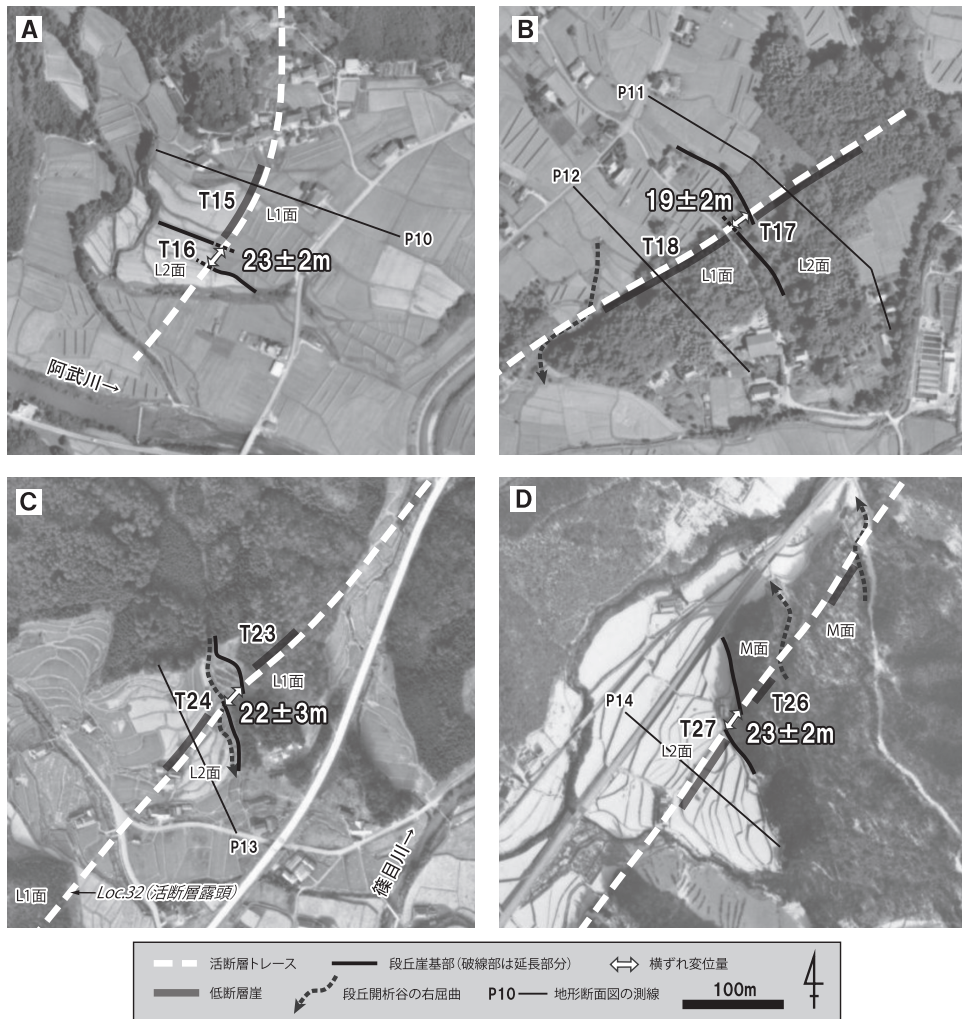 A
T15
L1面
P10
T16
L2面
23±2m
阿武川→
B
P11
P12
19±2m
T17
T18
L1面
L2面
C
T23
L1面
T24
22±3m
L2面
P13
L1面
Loc.32(活断層露頭)
篠目川→
D
M面
M面
P14
T26
T27
23±2m
L2面
活断層トレース
段丘崖基部(破線部は延長部分)
横ずれ変位量
低断層崖
段丘開析谷の右屈曲
P10
地形断面図の測線
100m